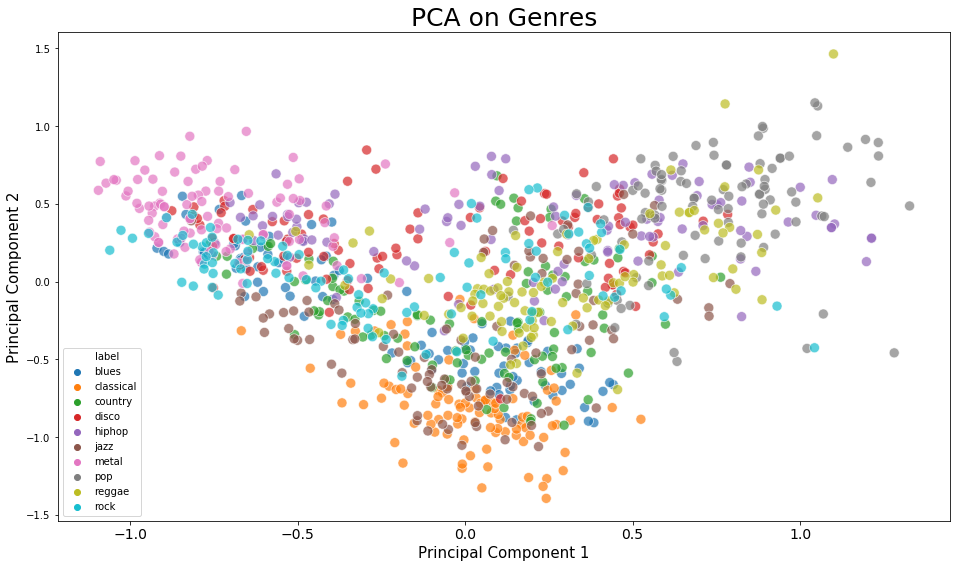 PCA on Genres
Principal Component 2
1.5
1.0
0.5
0.0
−0.5
−1.0
−1.5
label
blues
classical
country
disco
hiphop
jazz
metal
pop
reggae
rock
−1.0 −0.5 0.0 0.5 1.0
Principal Component 1